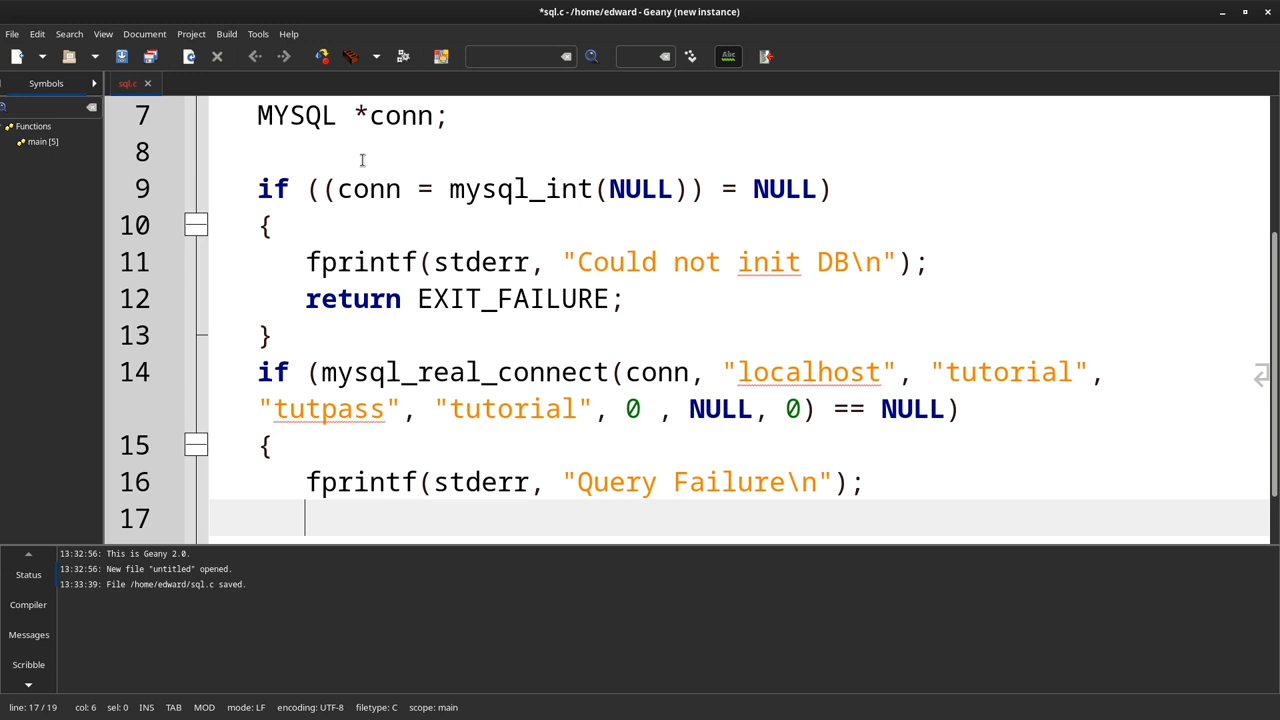 *sql.c - /home/edward - Geany (new instance)
File Edit Search View Document Project Build Tools Help
Abc
Symbols
sql.c
Functions
main [5]
7 MYSQL *conn;
8
9 if ((conn = mysql_int(NULL)) = NULL)
10 {
11 fprintf(stderr, "Could not init DB\n");
12 return EXIT_FAILURE;
13 }
14 if (mysql_real_connect(conn, "localhost", "tutorial",
"tutpass", "tutorial", 0 , NULL, 0) == NULL)
15 {
16 fprintf(stderr, "Query Failure\n");
17
Status
Compiler
Messages
Scribble
13:32:56: This is Geany 2.0.
13:32:56: New file "untitled" opened.
13:33:39: File /home/edward/sql.c saved.
line: 17 / 19 col: 6 sel: 0 INS TAB MOD mode: LF encoding: UTF-8 filetype: C scope: main